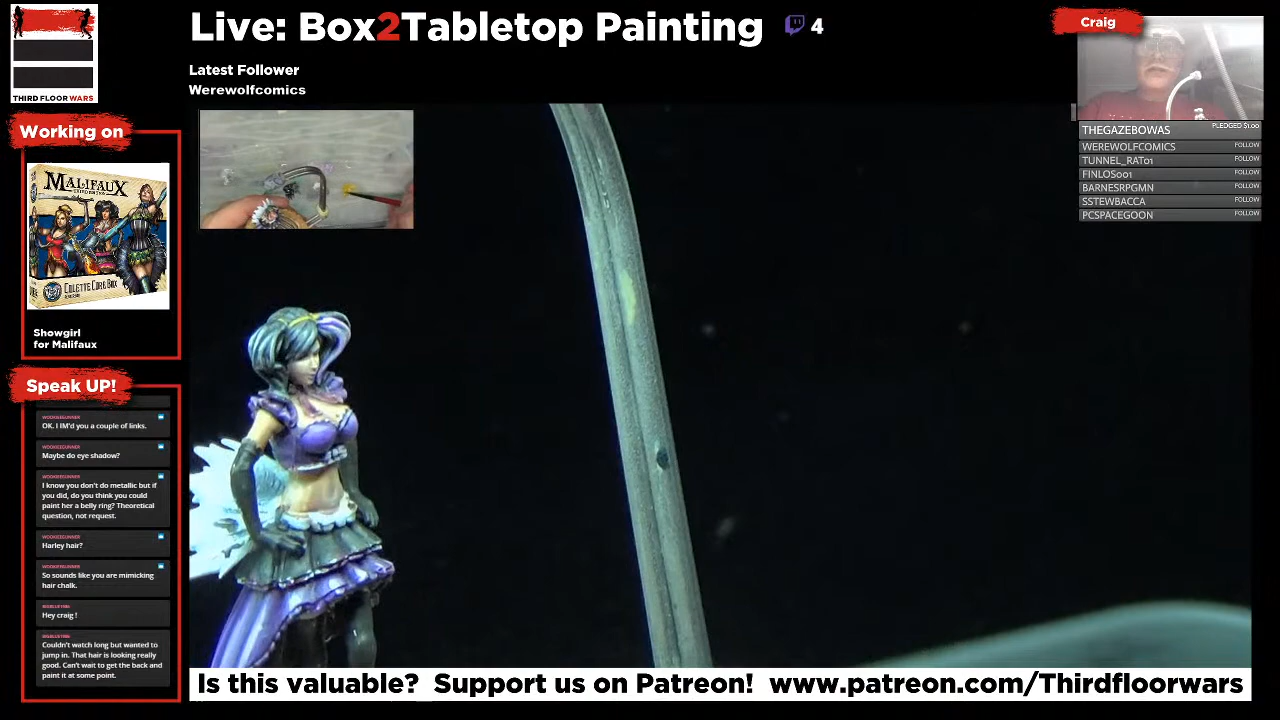 Live: Box2Tabletop Painting 4
Latest Follower
Werewolfcomics
THIRD FLOOR WARS
Working on
MALIFAUX
THIRD EDITION
COLETTE CORE BOX
Showgirl
for Malifaux
Speak UP!
OK. I IM'd you a couple of links.
Maybe do eye shadow?
I know you don't do metallic but if
you did, do you think you could
paint her a belly ring? Theoretical
question, not request.
Harley hair?
So sounds like you are mimicking
hair chalk.
Hey craig !
Couldn't watch long but wanted to
jump in. That hair is looking really
good. Can't wait to get the back and
paint it at some point.
Craig
THEGAZEBOWAS PLEDGED $1.00
WEREWOLFCOMICS FOLLOW
TUNNEL_RAT01 FOLLOW
FINLOS001 FOLLOW
BARNESRPGMN FOLLOW
SSTEWBACCA FOLLOW
PCSPACEGOON FOLLOW
Is this valuable? Support us on Patreon! www.patreon.com/Thirdfloorwars